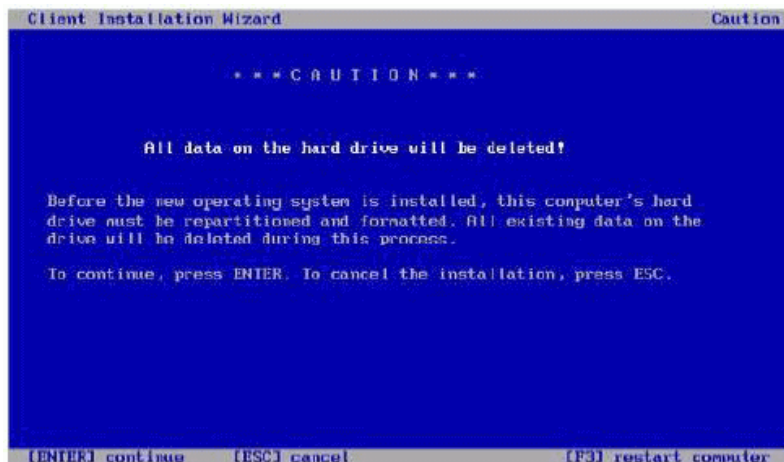 Client Installation Wizard Caution
* * * C A U T I O N * * *
All data on the hard drive will be deleted!
Before the new operating system is installed, this computer's hard
drive must be repartitioned and formatted. All existing data on the
drive will be deleted during this process.
To continue, press ENTER. To cancel the installation, press ESC.
[ENTER] continue [ESC] cancel [F3] restart computer